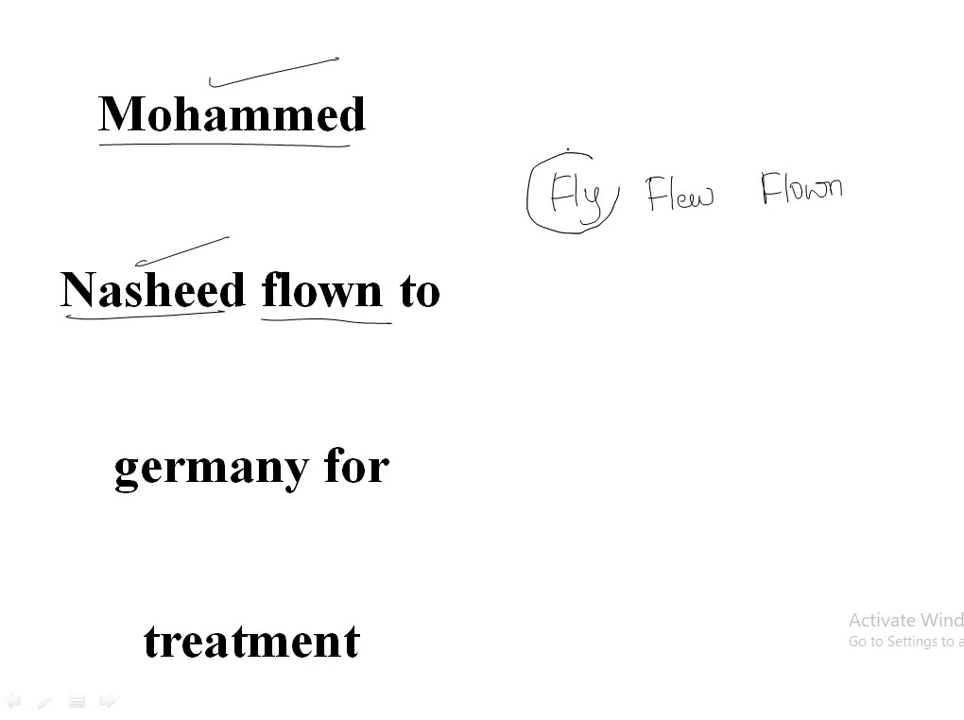 Mohammed
Fly Flew Flown
Nasheed flown to
germany for
treatment
Activate Wind
Go to Settings to a